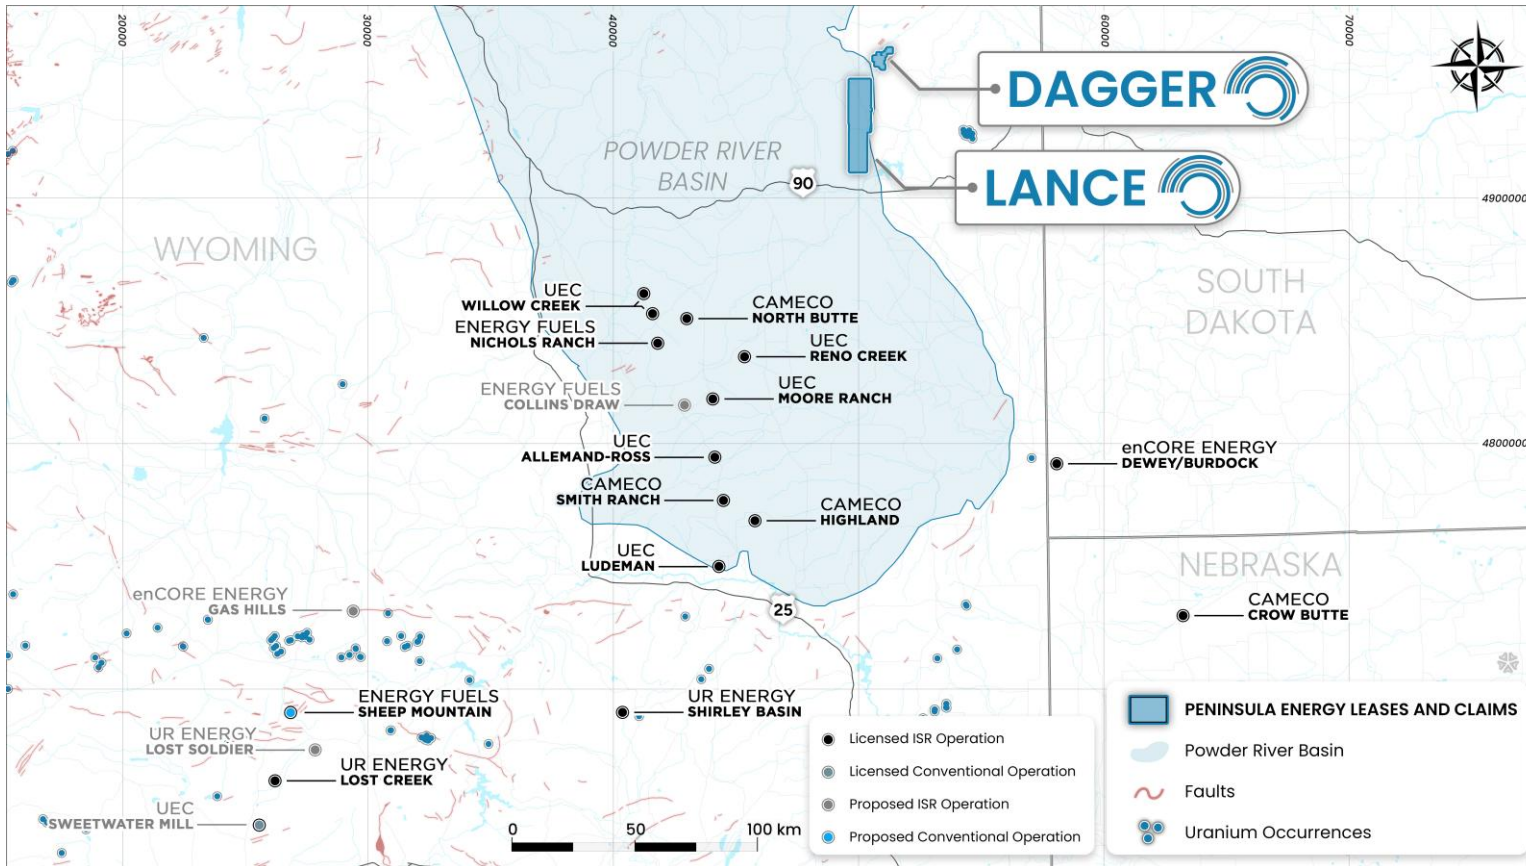 20000
30000
40000
60000
70000
DAGGER
POWDER RIVER
BASIN
90
LANCE
4900000
WYOMING
SOUTH
DAKOTA
UEC
WILLOW CREEK
CAMECO
NORTH BUTTE
ENERGY FUELS
NICHOLS RANCH
UEC
RENO CREEK
ENERGY FUELS
COLLINS DRAW
UEC
MOORE RANCH
UEC
ALLEMAND-ROSS
4800000
enCORE ENERGY
DEWEY/BURDOCK
CAMECO
SMITH RANCH
CAMECO
HIGHLAND
UEC
LUDEMAN
NEBRASKA
enCORE ENERGY
GAS HILLS
25
CAMECO
CROW BUTTE
ENERGY FUELS
SHEEP MOUNTAIN
UR ENERGY
SHIRLEY BASIN
UR ENERGY
LOST SOLDIER
UR ENERGY
LOST CREEK
UEC
SWEETWATER MILL
0 50 100 km
Licensed ISR Operation
Licensed Conventional Operation
Proposed ISR Operation
Proposed Conventional Operation
PENINSULA ENERGY LEASES AND CLAIMS
Powder River Basin
Faults
Uranium Occurrences